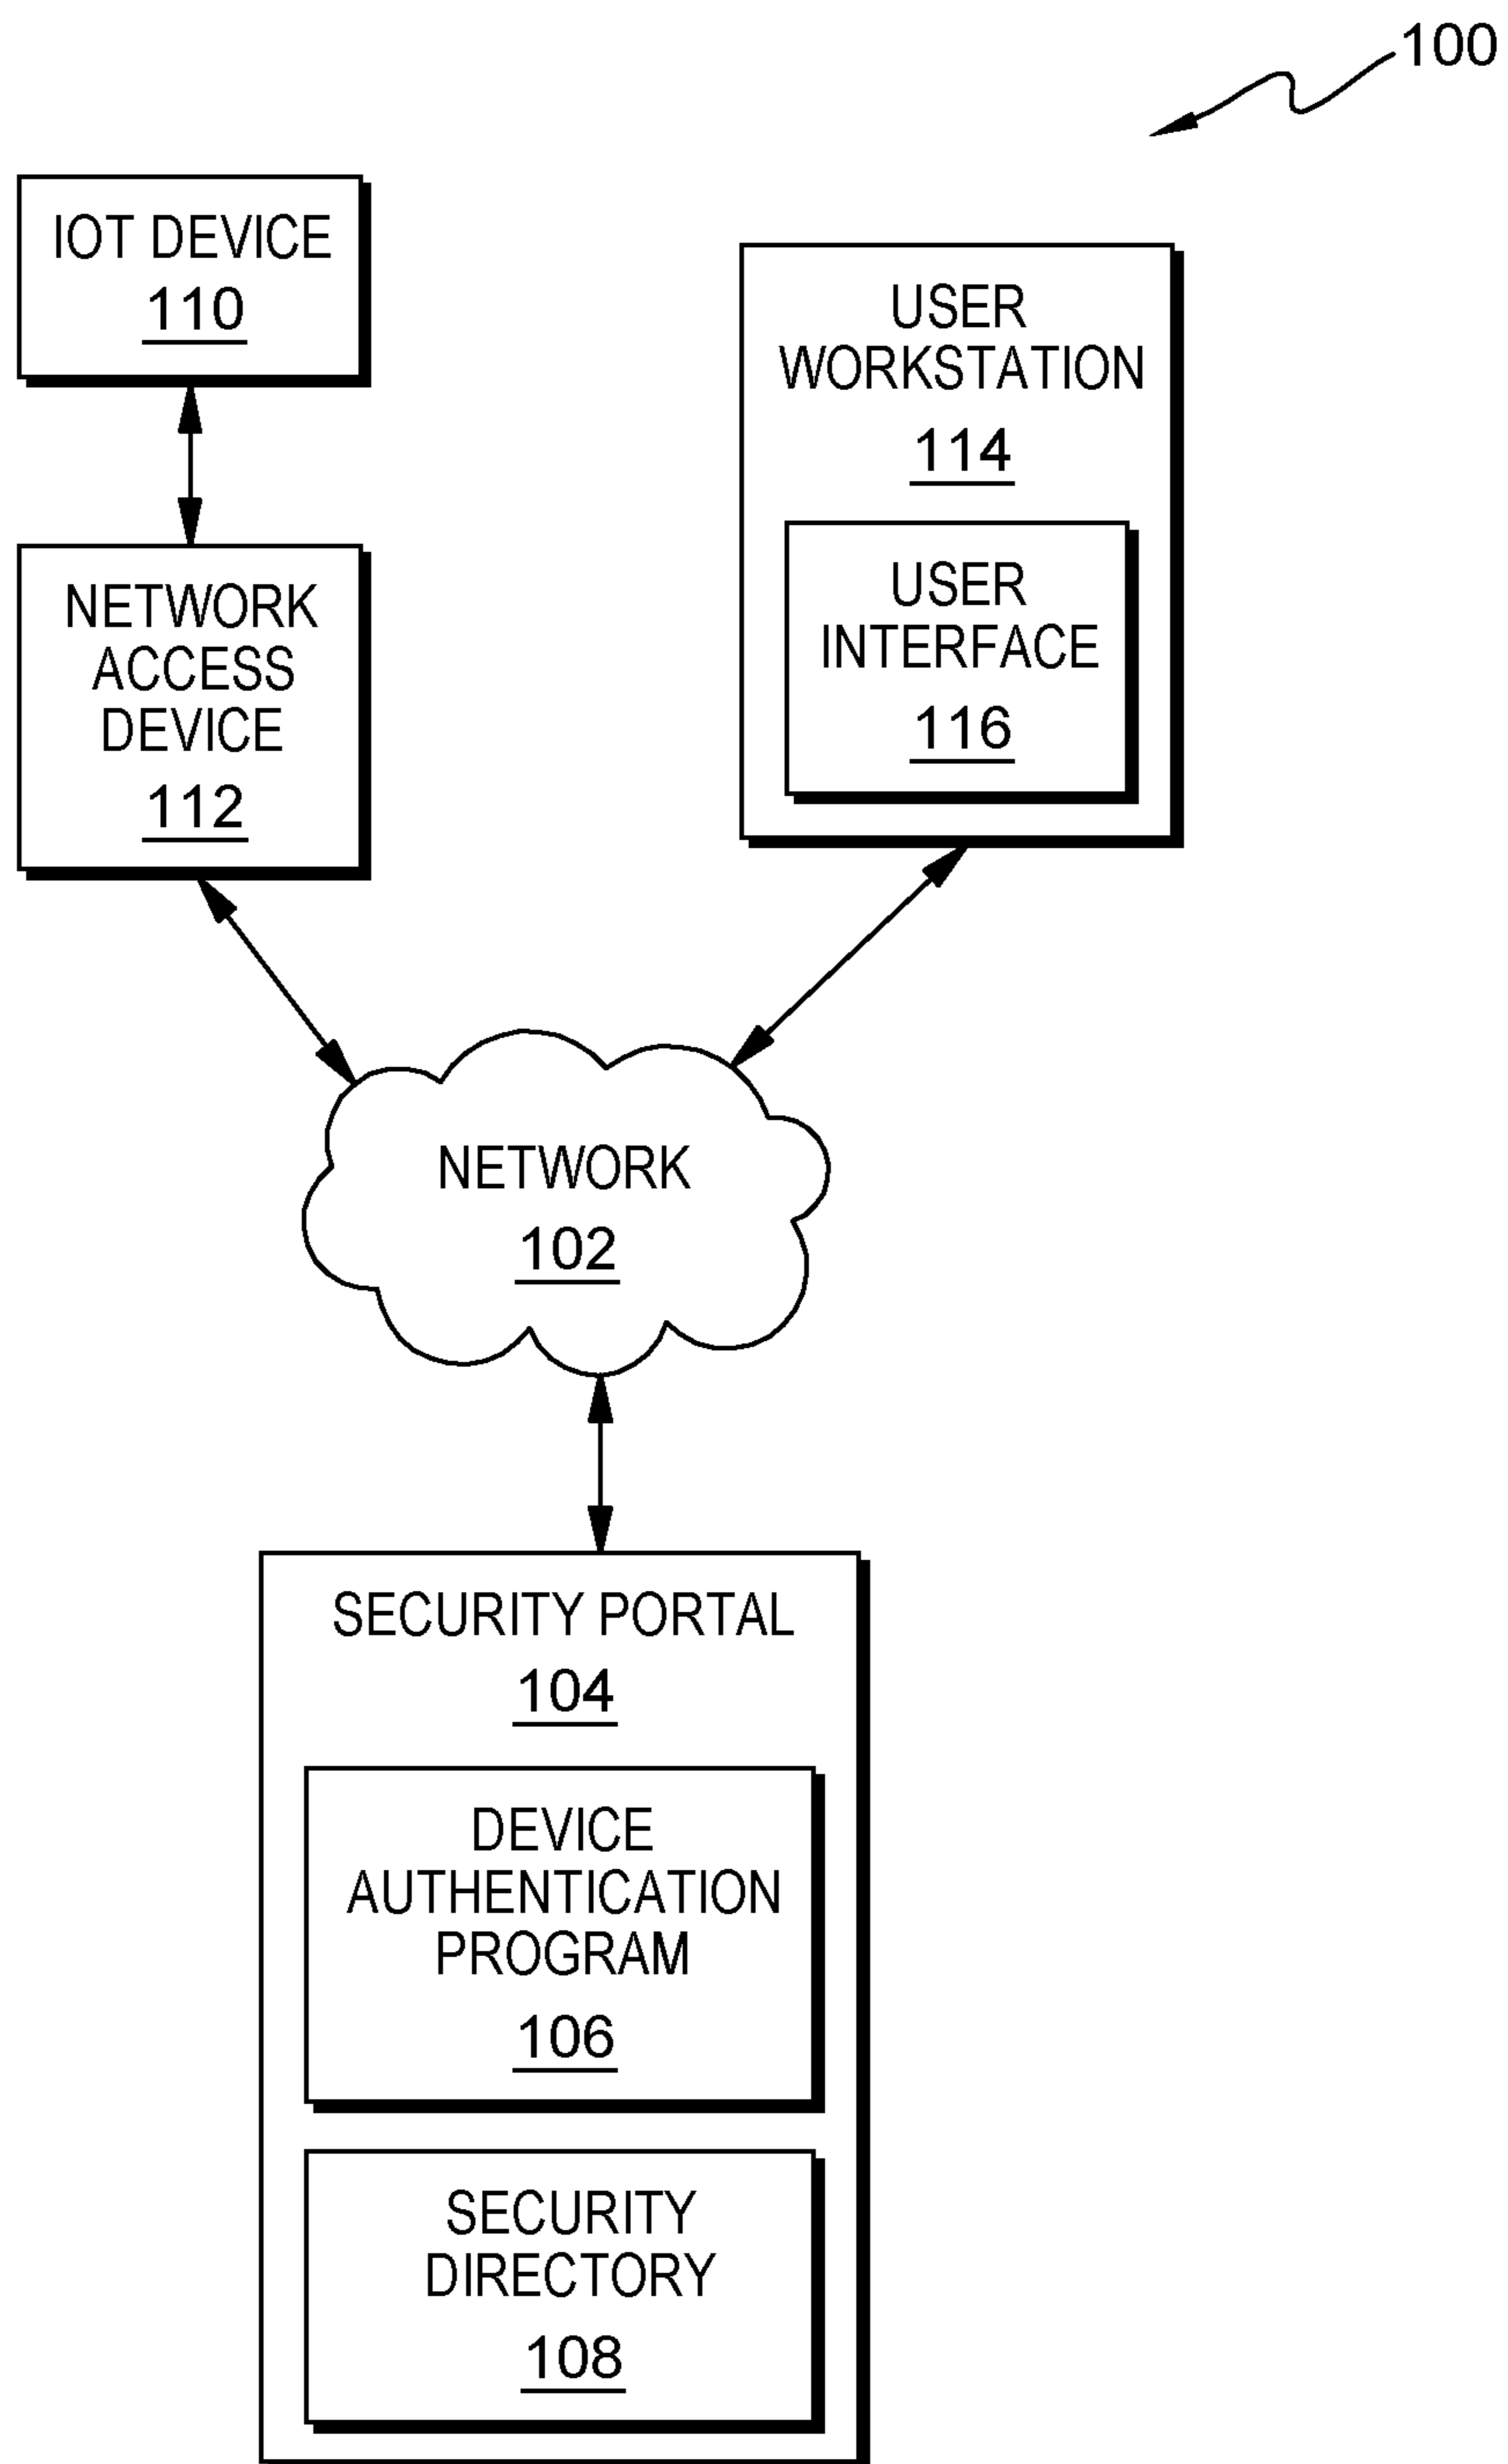 100
IOT DEVICE
110
USER
WORKSTATION
114
NETWORK
ACCESS
DEVICE
112
USER
INTERFACE
116
NETWORK
102
SECURITY PORTAL
104
DEVICE
AUTHENTICATION
PROGRAM
106
SECURITY
DIRECTORY
108